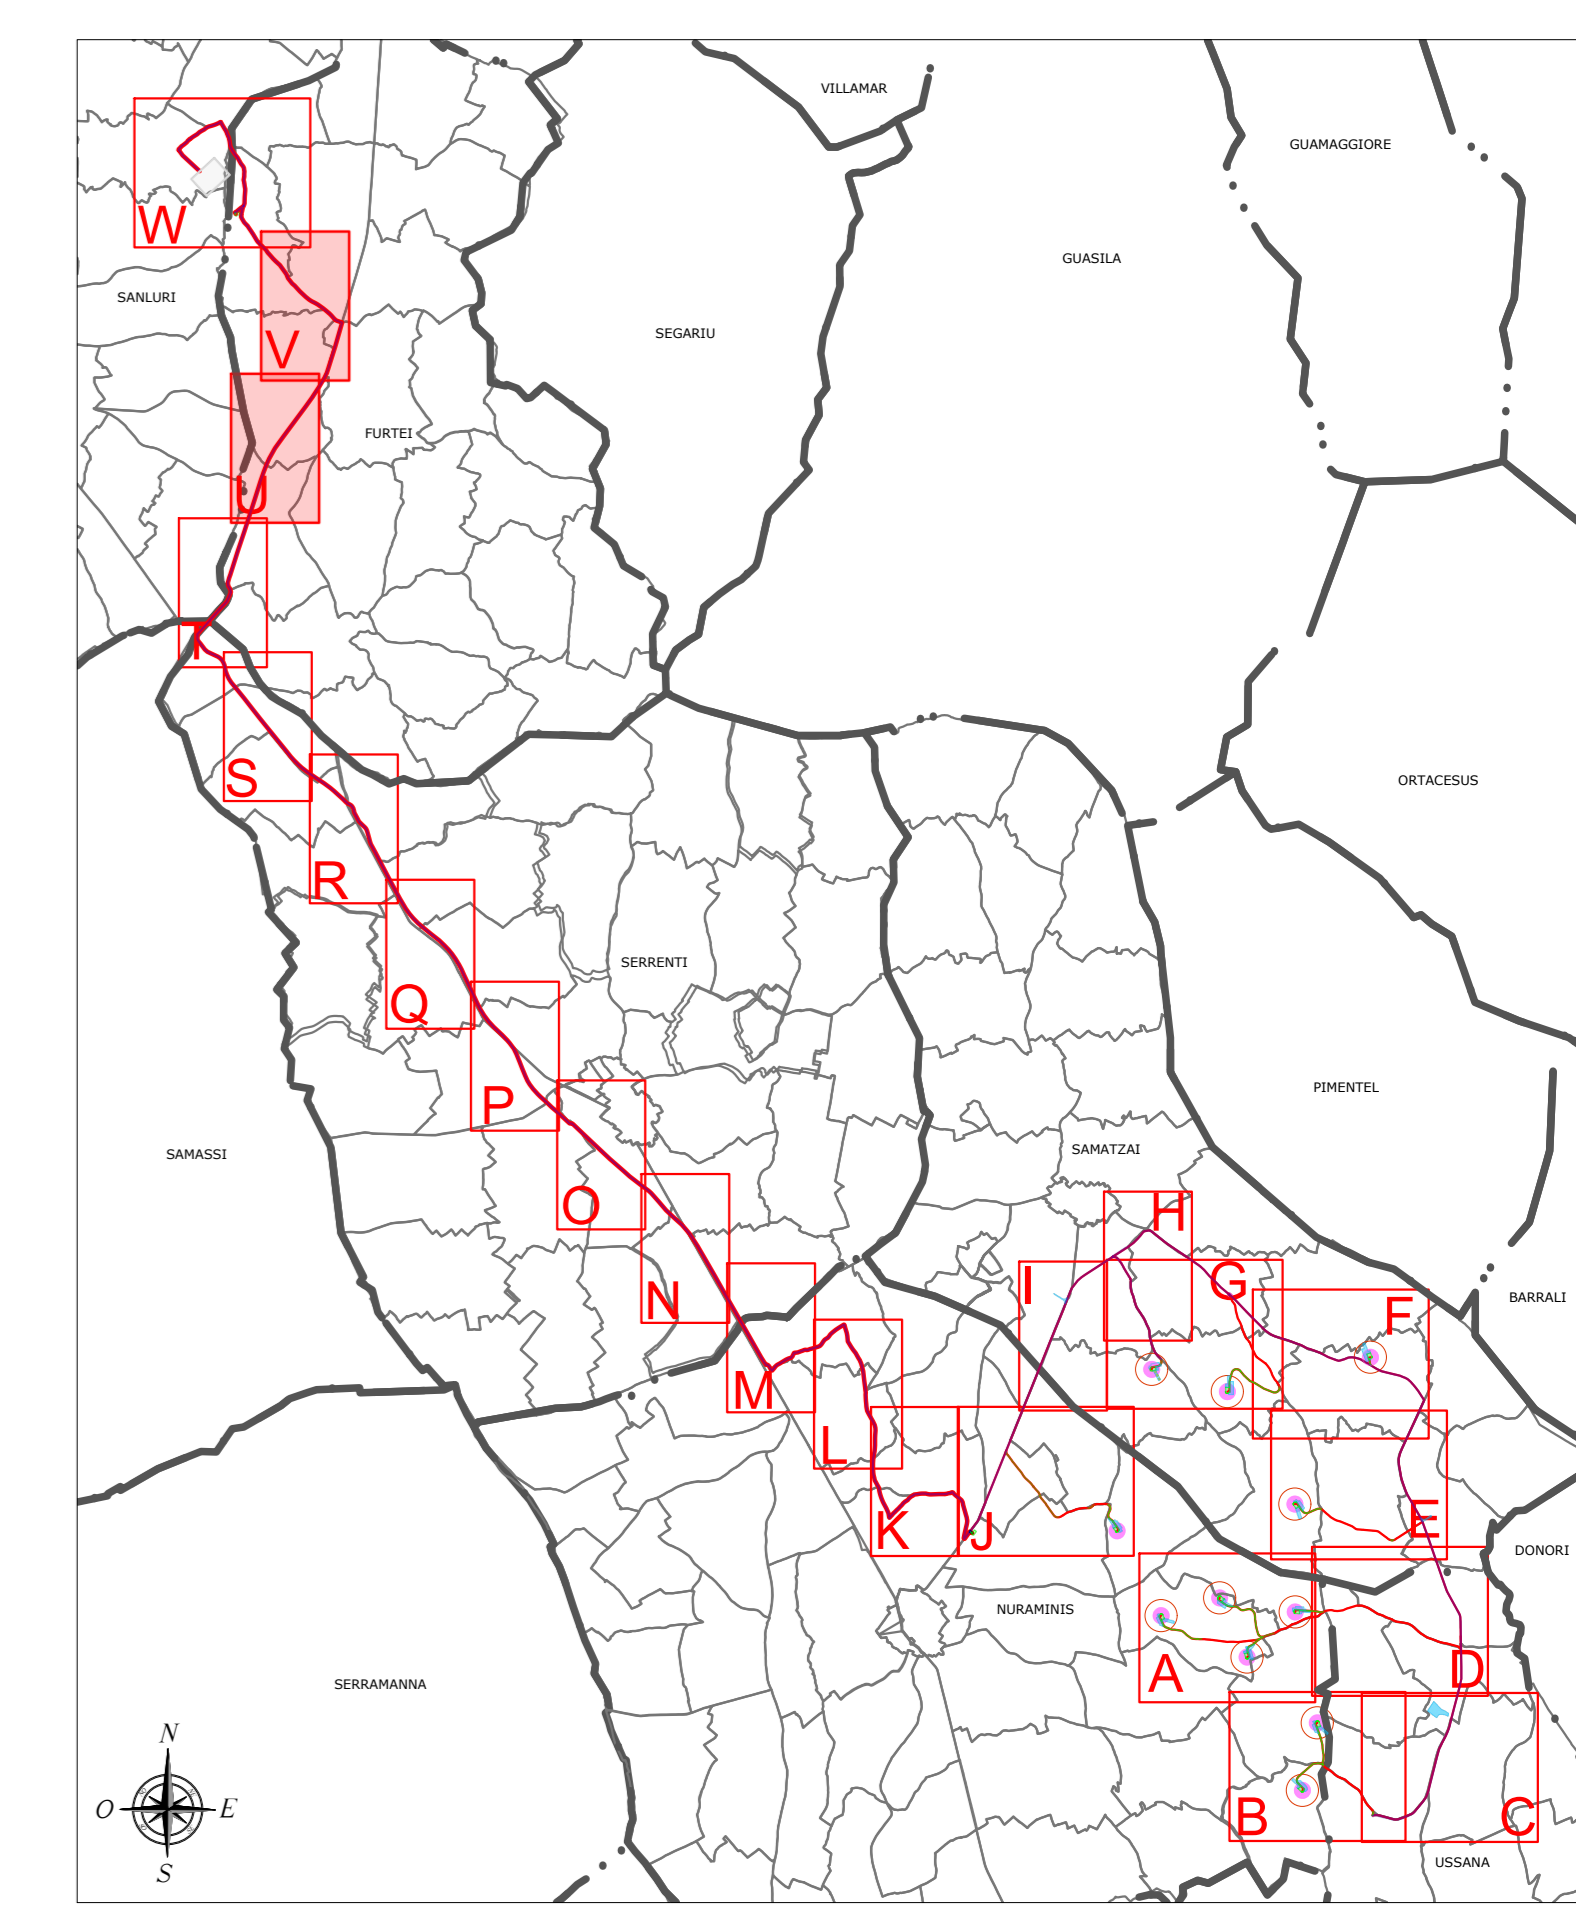 VILLAMAR
GUAMAGGIORE
W
GUASILA
SANLURI
SEGARIU
V
FURTEI
U
T
S
ORTACESUS
R
SERRENTI
Q
PIMENTEL
P
SAMASSI
SAMATZAI
O
H
I
G
N
F
BARRALI
M
L
K
J
E
DONORI
NURAMINIS
A
D
SERRAMANNA
B
C
N
O
E
S
USSANA